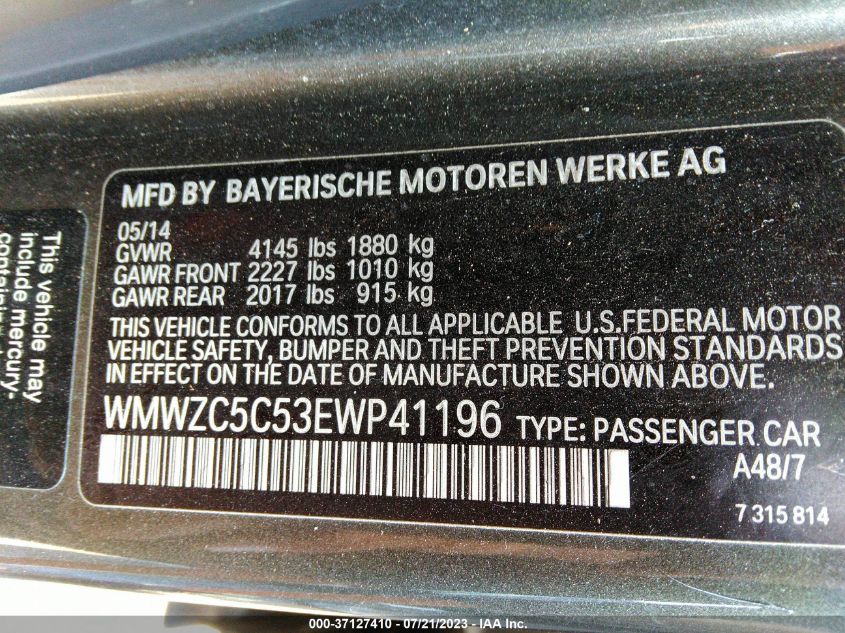 MFD BY BAYERISCHE MOTOREN WERKE AG
05/14
GVWR 4145 lbs 1880 kg
GAWR FRONT 2227 lbs 1010 kg
GAWR REAR 2017 lbs 915 kg
THIS VEHICLE CONFORMS TO ALL APPLICABLE U.S.FEDERAL MOTOR
VEHICLE SAFETY, BUMPER AND THEFT PREVENTION STANDARDS
IN EFFECT ON THE DATE OF MANUFACTURE SHOWN ABOVE.
WMWZC5C53EWP41196 TYPE: PASSENGER CAR
A48/7
7 315 814
This vehicle may
include mercury-
000-37127410 - 07/21/2023 - © IAA Inc.